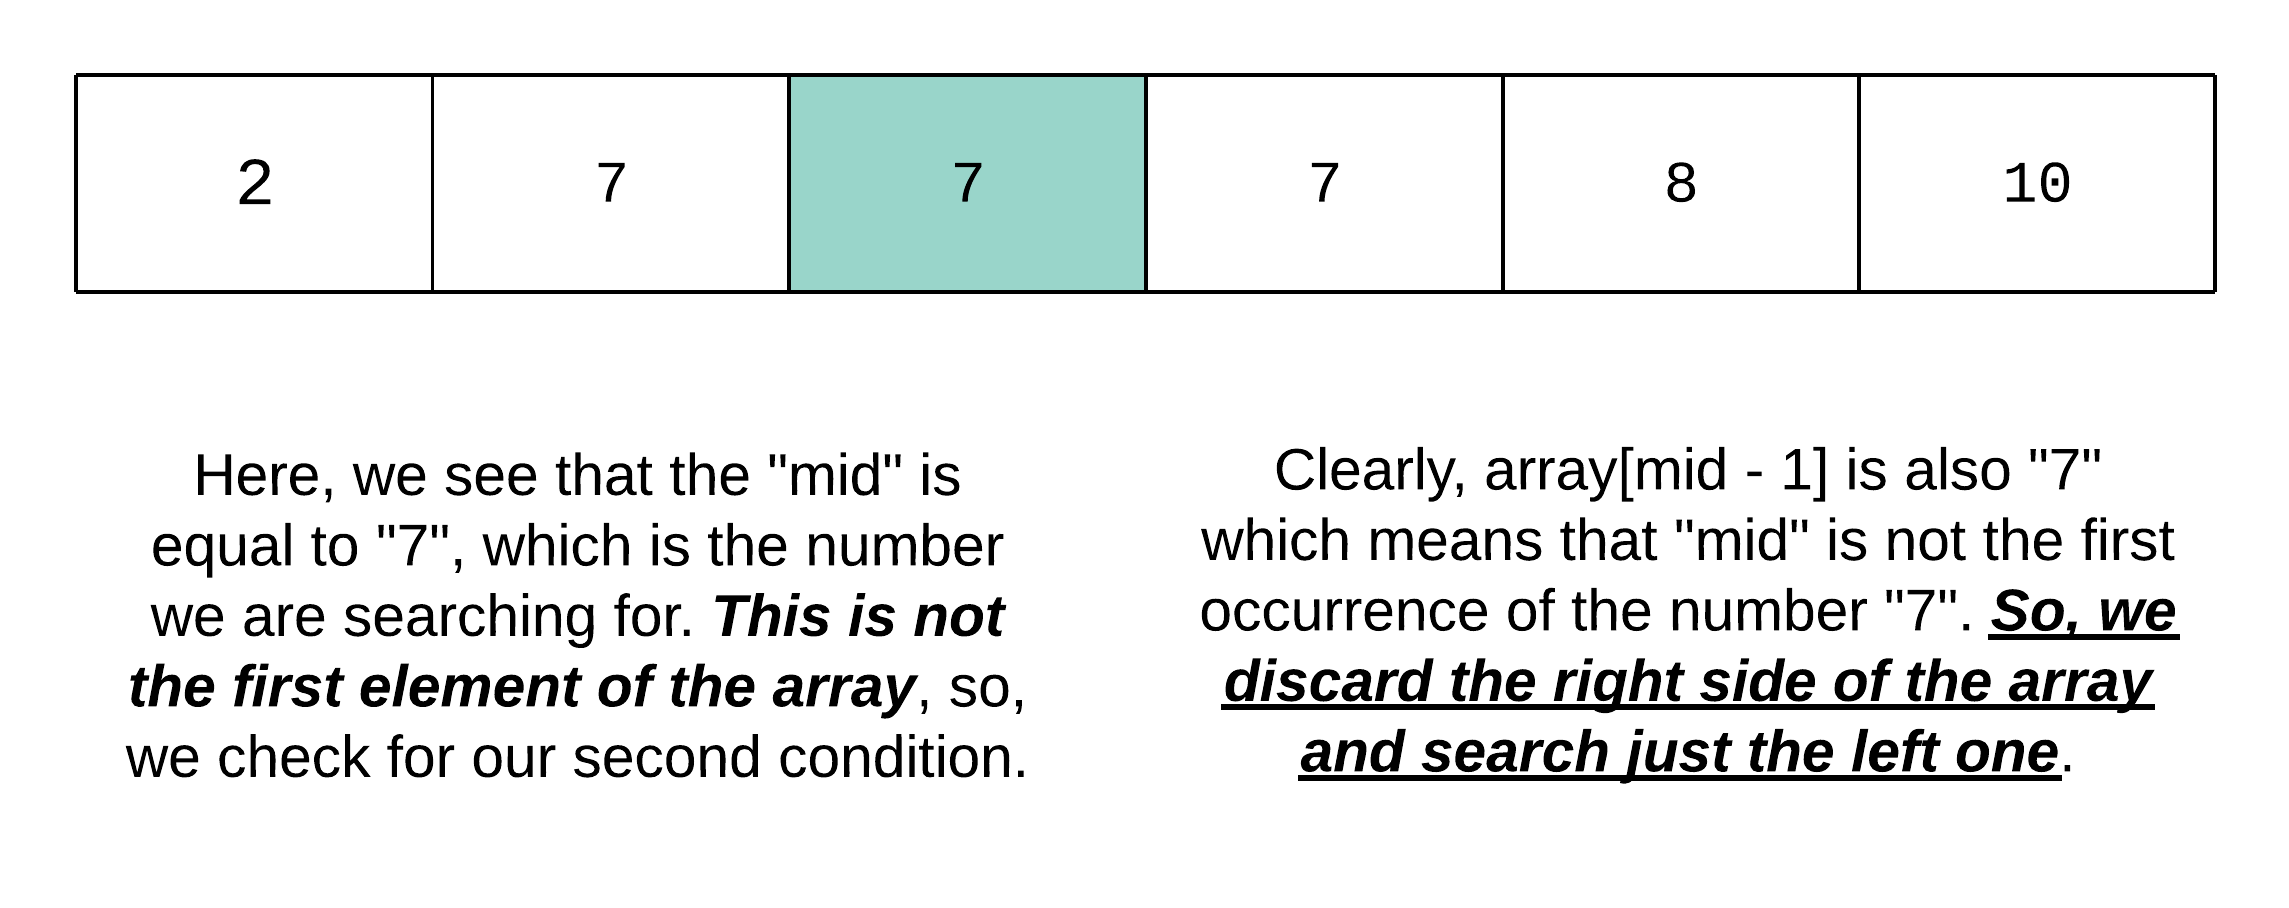 2 7 7 7 8 10
Here, we see that the "mid" is
equal to "7", which is the number
we are searching for. This is not
the first element of the array, so,
we check for our second condition.
Clearly, array[mid - 1] is also "7"
which means that "mid" is not the first
occurrence of the number "7". So, we
discard the right side of the array
and search just the left one.